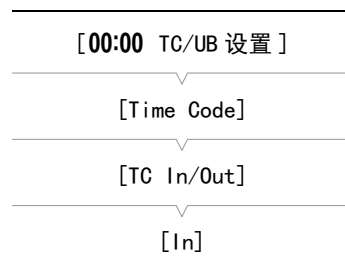 [00:00 TC/UB 设置]
[Time Code]
[TC In/Out]
[In]